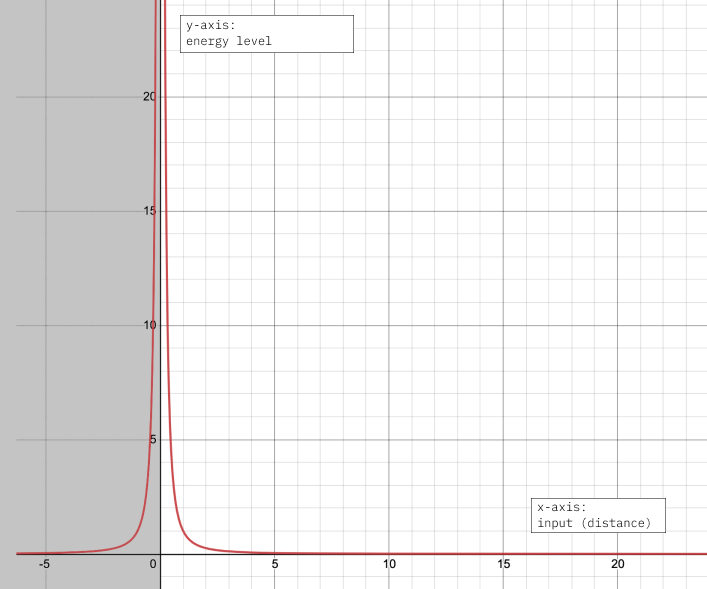 y-axis:
energy level
20
15
10
5
x-axis:
input (distance)
-5 0 5 10 15 20